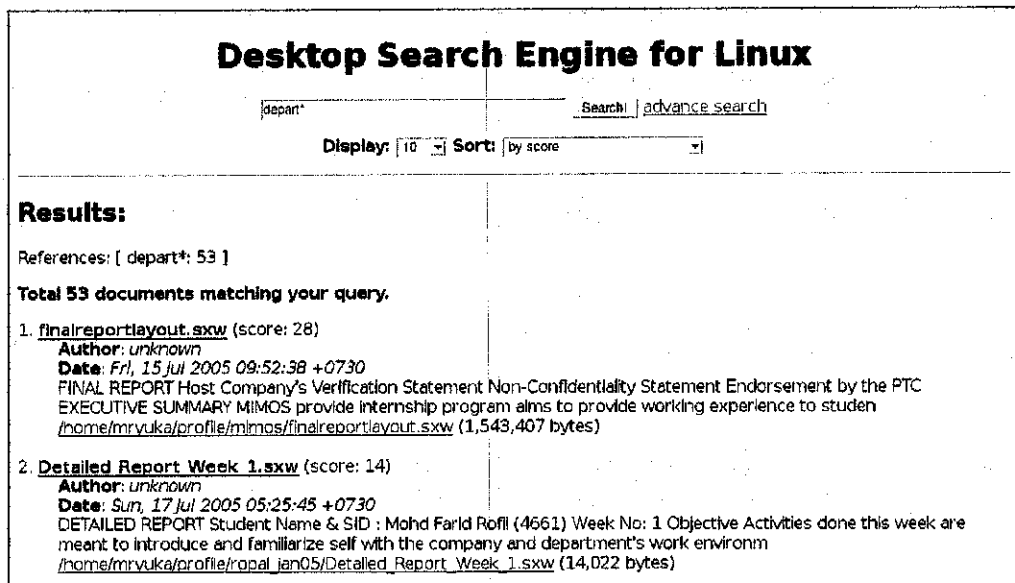 Desktop Search Engine for Linux
depart* Search advance search
Display: 10 Sort: by score
Results:
References: [ depart*: 53 ]
Total 53 documents matching your query.
1. finalreportlayout.sxw (score: 28)
Author: unknown
Date: Fri, 15 Jul 2005 09:52:38 +0730
FINAL REPORT Host Company's Verification Statement Non-Confidentiality Statement Endorsement by the PTC
EXECUTIVE SUMMARY MIMOS provide internship program aims to provide working experience to studen
/home/mryuka/profile/mimos/finalreportlayout.sxw (1,543,407 bytes)
2. Detailed Report Week 1.sxw (score: 14)
Author: unknown
Date: Sun, 17 Jul 2005 05:25:45 +0730
DETAILED REPORT Student Name & SID : Mohd Farid Rofli (4661) Week No: 1 Objective Activities done this week are
meant to introduce and familiarize self with the company and department's work environm
/home/mryuka/profile/ropal_jan05/Detailed_Report_Week_1.sxw (14,022 bytes)